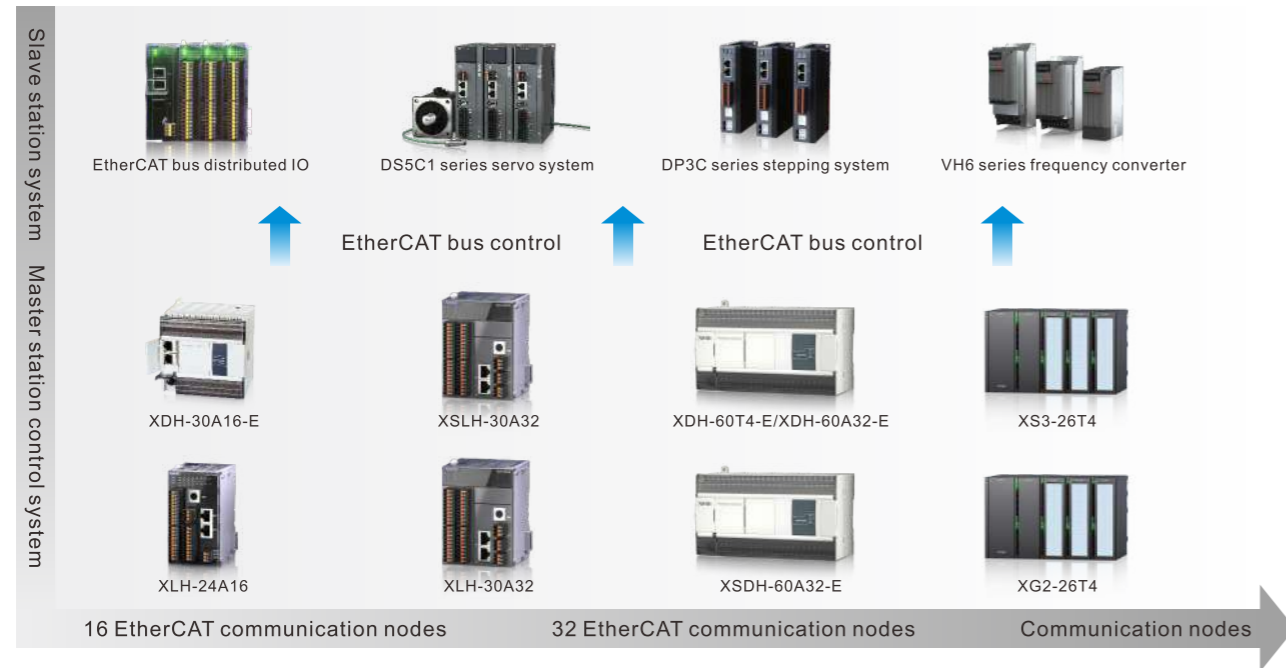 Slave station system
EtherCAT bus distributed IO
DS5C1 series servo system
DP3C series stepping system
VH6 series frequency converter
EtherCAT bus control
EtherCAT bus control
Master station control system
XDH-30A16-E
XSLH-30A32
XDH-60T4-E/XDH-60A32-E
XS3-26T4
XLH-24A16
XLH-30A32
XSDH-60A32-E
XG2-26T4
16 EtherCAT communication nodes
32 EtherCAT communication nodes
Communication nodes